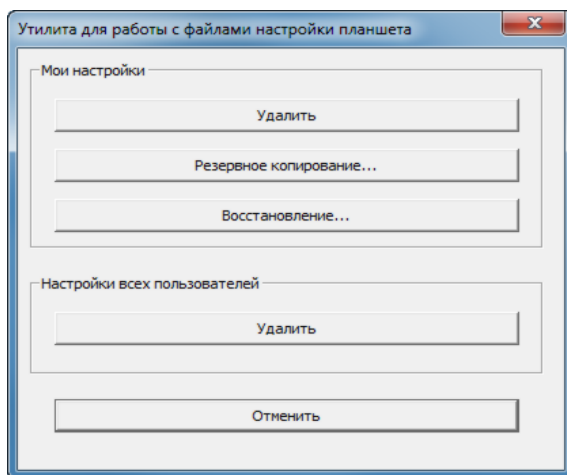 Утилита для работы с файлами настройки планшета
Мои настройки
Удалить
Резервное копирование...
Восстановление...
Настройки всех пользователей
Удалить
Отменить